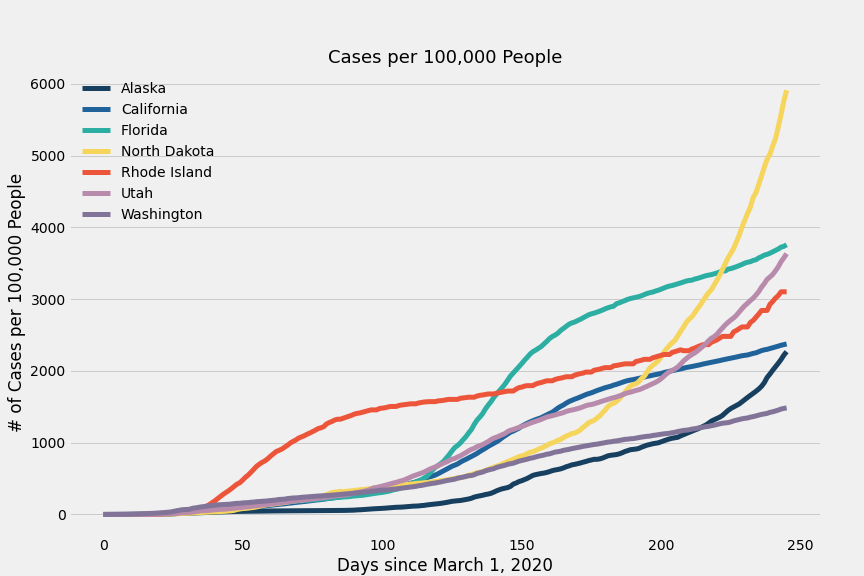 Cases per 100,000 People
6000
5000
4000
3000
2000
1000
0
# of Cases per 100,000 People
Alaska
California
Florida
North Dakota
Rhode Island
Utah
Washington
0 50 100 150 200 250
Days since March 1, 2020